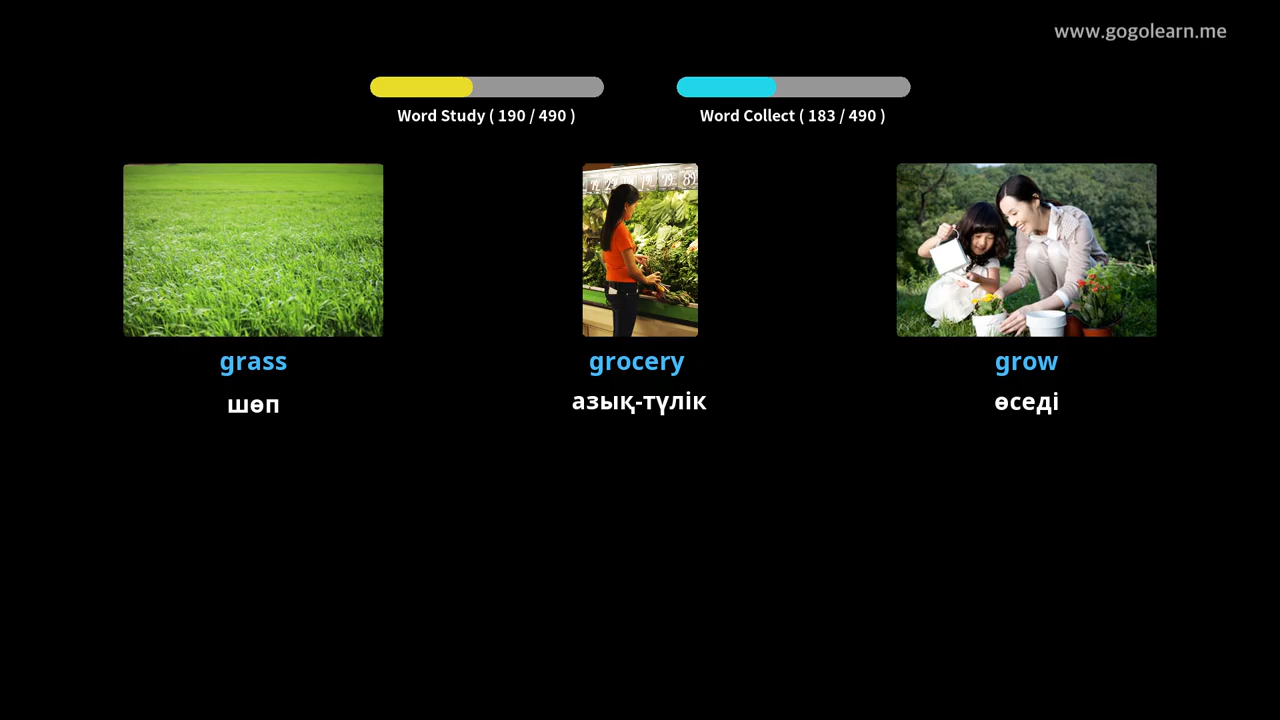 www.gogolearn.me
Word Study ( 190 / 490 )
Word Collect ( 183 / 490 )
grass
grocery
grow
шөп
азық-түлік
өседі